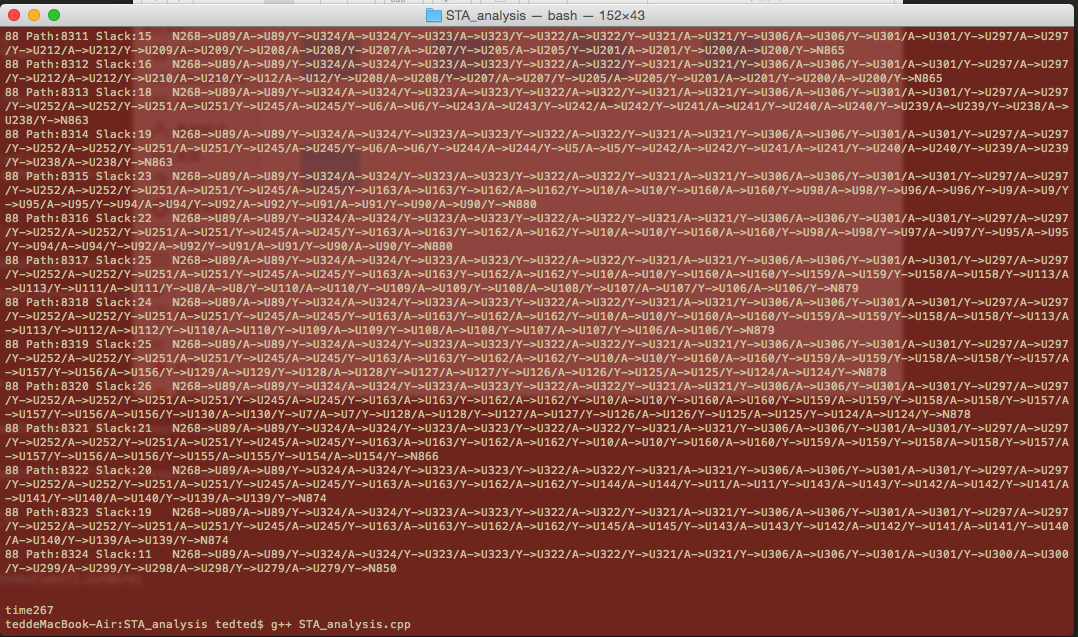 STA_analysis — bash — 152×43
88 Path:8311 Slack:15   N268->U89/A->U89/Y->U324/A->U324/Y->U323/A->U323/Y->U322/A->U322/Y->U321/A->U321/Y->U306/A->U306/Y->U301/A->U301/Y->U297/A->U297
/Y->U212/A->U212/Y->U209/A->U209/Y->U208/A->U208/Y->U207/A->U207/Y->U205/A->U205/Y->U201/A->U201/Y->U200/A->U200/Y->N865
88 Path:8312 Slack:16   N268->U89/A->U89/Y->U324/A->U324/Y->U323/A->U323/Y->U322/A->U322/Y->U321/A->U321/Y->U306/A->U306/Y->U301/A->U301/Y->U297/A->U297
/Y->U212/A->U212/Y->U210/A->U210/Y->U12/A->U12/Y->U208/A->U208/Y->U207/A->U207/Y->U205/A->U205/Y->U201/A->U201/Y->U200/A->U200/Y->N865
88 Path:8313 Slack:18   N268->U89/A->U89/Y->U324/A->U324/Y->U323/A->U323/Y->U322/A->U322/Y->U321/A->U321/Y->U306/A->U306/Y->U301/A->U301/Y->U297/A->U297
/Y->U252/A->U252/Y->U251/A->U251/Y->U245/A->U245/Y->U6/A->U6/Y->U243/A->U243/Y->U242/A->U242/Y->U241/A->U241/Y->U240/A->U240/Y->U239/A->U239/Y->U238/A->
U238/Y->N863
88 Path:8314 Slack:19   N268->U89/A->U89/Y->U324/A->U324/Y->U323/A->U323/Y->U322/A->U322/Y->U321/A->U321/Y->U306/A->U306/Y->U301/A->U301/Y->U297/A->U297
/Y->U252/A->U252/Y->U251/A->U251/Y->U245/A->U245/Y->U6/A->U6/Y->U244/A->U244/Y->U5/A->U5/Y->U242/A->U242/Y->U241/A->U241/Y->U240/A->U240/Y->U239/A->U239
/Y->U238/A->U238/Y->N863
88 Path:8315 Slack:23   N268->U89/A->U89/Y->U324/A->U324/Y->U323/A->U323/Y->U322/A->U322/Y->U321/A->U321/Y->U306/A->U306/Y->U301/A->U301/Y->U297/A->U297
/Y->U252/A->U252/Y->U251/A->U251/Y->U245/A->U245/Y->U163/A->U163/Y->U162/A->U162/Y->U10/A->U10/Y->U160/A->U160/Y->U98/A->U98/Y->U96/A->U96/Y->U9/A->U9/Y
->U95/A->U95/Y->U94/A->U94/Y->U92/A->U92/Y->U91/A->U91/Y->U90/A->U90/Y->N880
88 Path:8316 Slack:22   N268->U89/A->U89/Y->U324/A->U324/Y->U323/A->U323/Y->U322/A->U322/Y->U321/A->U321/Y->U306/A->U306/Y->U301/A->U301/Y->U297/A->U297
/Y->U252/A->U252/Y->U251/A->U251/Y->U245/A->U245/Y->U163/A->U163/Y->U162/A->U162/Y->U10/A->U10/Y->U160/A->U160/Y->U98/A->U98/Y->U97/A->U97/Y->U95/A->U95
/Y->U94/A->U94/Y->U92/A->U92/Y->U91/A->U91/Y->U90/A->U90/Y->N880
88 Path:8317 Slack:25   N268->U89/A->U89/Y->U324/A->U324/Y->U323/A->U323/Y->U322/A->U322/Y->U321/A->U321/Y->U306/A->U306/Y->U301/A->U301/Y->U297/A->U297
/Y->U252/A->U252/Y->U251/A->U251/Y->U245/A->U245/Y->U163/A->U163/Y->U162/A->U162/Y->U10/A->U10/Y->U160/A->U160/Y->U159/A->U159/Y->U158/A->U158/Y->U113/A
->U113/Y->U111/A->U111/Y->U8/A->U8/Y->U110/A->U110/Y->U109/A->U109/Y->U108/A->U108/Y->U107/A->U107/Y->U106/A->U106/Y->N879
88 Path:8318 Slack:24   N268->U89/A->U89/Y->U324/A->U324/Y->U323/A->U323/Y->U322/A->U322/Y->U321/A->U321/Y->U306/A->U306/Y->U301/A->U301/Y->U297/A->U297
/Y->U252/A->U252/Y->U251/A->U251/Y->U245/A->U245/Y->U163/A->U163/Y->U162/A->U162/Y->U10/A->U10/Y->U160/A->U160/Y->U159/A->U159/Y->U158/A->U158/Y->U113/A
->U113/Y->U112/A->U112/Y->U110/A->U110/Y->U109/A->U109/Y->U108/A->U108/Y->U107/A->U107/Y->U106/A->U106/Y->N879
88 Path:8319 Slack:25   N268->U89/A->U89/Y->U324/A->U324/Y->U323/A->U323/Y->U322/A->U322/Y->U321/A->U321/Y->U306/A->U306/Y->U301/A->U301/Y->U297/A->U297
/Y->U252/A->U252/Y->U251/A->U251/Y->U245/A->U245/Y->U163/A->U163/Y->U162/A->U162/Y->U10/A->U10/Y->U160/A->U160/Y->U159/A->U159/Y->U158/A->U158/Y->U157/A
->U157/Y->U156/A->U156/Y->U129/A->U129/Y->U128/A->U128/Y->U127/A->U127/Y->U126/A->U126/Y->U125/A->U125/Y->U124/A->U124/Y->N878
88 Path:8320 Slack:26   N268->U89/A->U89/Y->U324/A->U324/Y->U323/A->U323/Y->U322/A->U322/Y->U321/A->U321/Y->U306/A->U306/Y->U301/A->U301/Y->U297/A->U297
/Y->U252/A->U252/Y->U251/A->U251/Y->U245/A->U245/Y->U163/A->U163/Y->U162/A->U162/Y->U10/A->U10/Y->U160/A->U160/Y->U159/A->U159/Y->U158/A->U158/Y->U157/A
->U157/Y->U156/A->U156/Y->U130/A->U130/Y->U7/A->U7/Y->U128/A->U128/Y->U127/A->U127/Y->U126/A->U126/Y->U125/A->U125/Y->U124/A->U124/Y->N878
88 Path:8321 Slack:21   N268->U89/A->U89/Y->U324/A->U324/Y->U323/A->U323/Y->U322/A->U322/Y->U321/A->U321/Y->U306/A->U306/Y->U301/A->U301/Y->U297/A->U297
/Y->U252/A->U252/Y->U251/A->U251/Y->U245/A->U245/Y->U163/A->U163/Y->U162/A->U162/Y->U10/A->U10/Y->U160/A->U160/Y->U159/A->U159/Y->U158/A->U158/Y->U157/A
->U157/Y->U156/A->U156/Y->U155/A->U155/Y->U154/A->U154/Y->N866
88 Path:8322 Slack:20   N268->U89/A->U89/Y->U324/A->U324/Y->U323/A->U323/Y->U322/A->U322/Y->U321/A->U321/Y->U306/A->U306/Y->U301/A->U301/Y->U297/A->U297
/Y->U252/A->U252/Y->U251/A->U251/Y->U245/A->U245/Y->U163/A->U163/Y->U162/A->U162/Y->U144/A->U144/Y->U11/A->U11/Y->U143/A->U143/Y->U142/A->U142/Y->U141/A
->U141/Y->U140/A->U140/Y->U139/A->U139/Y->N874
88 Path:8323 Slack:19   N268->U89/A->U89/Y->U324/A->U324/Y->U323/A->U323/Y->U322/A->U322/Y->U321/A->U321/Y->U306/A->U306/Y->U301/A->U301/Y->U297/A->U297
/Y->U252/A->U252/Y->U251/A->U251/Y->U245/A->U245/Y->U163/A->U163/Y->U162/A->U162/Y->U145/A->U145/Y->U143/A->U143/Y->U142/A->U142/Y->U141/A->U141/Y->U140
/A->U140/Y->U139/A->U139/Y->N874
88 Path:8324 Slack:11   N268->U89/A->U89/Y->U324/A->U324/Y->U323/A->U323/Y->U322/A->U322/Y->U321/A->U321/Y->U306/A->U306/Y->U301/A->U301/Y->U300/A->U300
/Y->U299/A->U299/Y->U298/A->U298/Y->U279/A->U279/Y->N850
time267
teddeMacBook-Air:STA_analysis tedted$ g++ STA_analysis.cpp